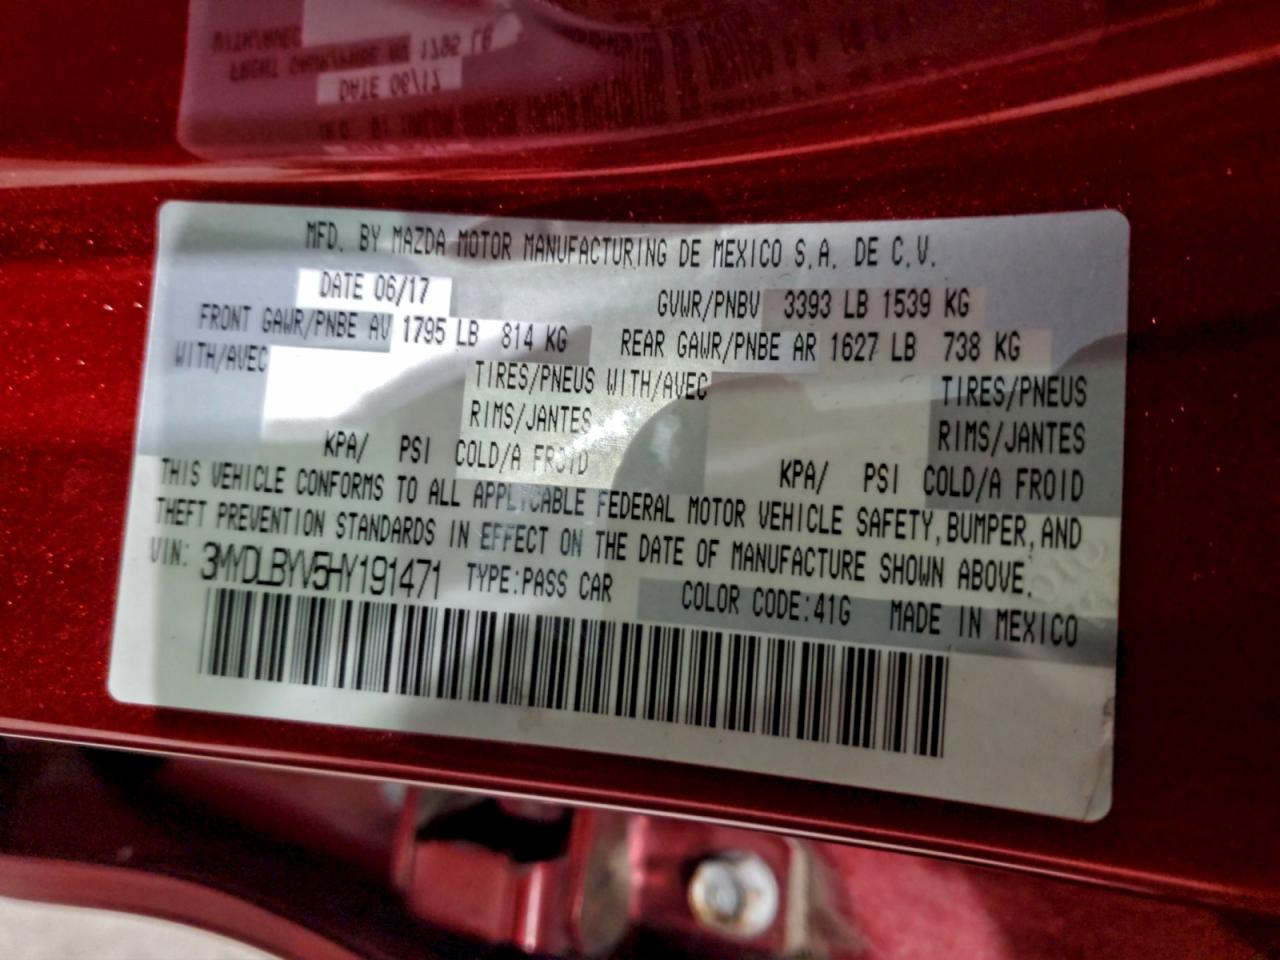 MFD. BY MAZDA MOTOR MANUFACTURING DE MEXICO S.A. DE C.V.
DATE 06/17 GVWR/PNBV 3393 LB 1539 KG
FRONT GAWR/PNBE AV 1795 LB 814 KG REAR GAWR/PNBE AR 1627 LB 738 KG
WITH/AVEC TIRES/PNEUS WITH/AVEC TIRES/PNEUS
RIMS/JANTES RIMS/JANTES
KPA/ PSI COLD/A FROID KPA/ PSI COLD/A FROID
THIS VEHICLE CONFORMS TO ALL APPLICABLE FEDERAL MOTOR VEHICLE SAFETY, BUMPER, AND
THEFT PREVENTION STANDARDS IN EFFECT ON THE DATE OF MANUFACTURE SHOWN ABOVE.
VIN: 3MYDLBYV5HY191471 TYPE:PASS CAR COLOR CODE:41G MADE IN MEXICO